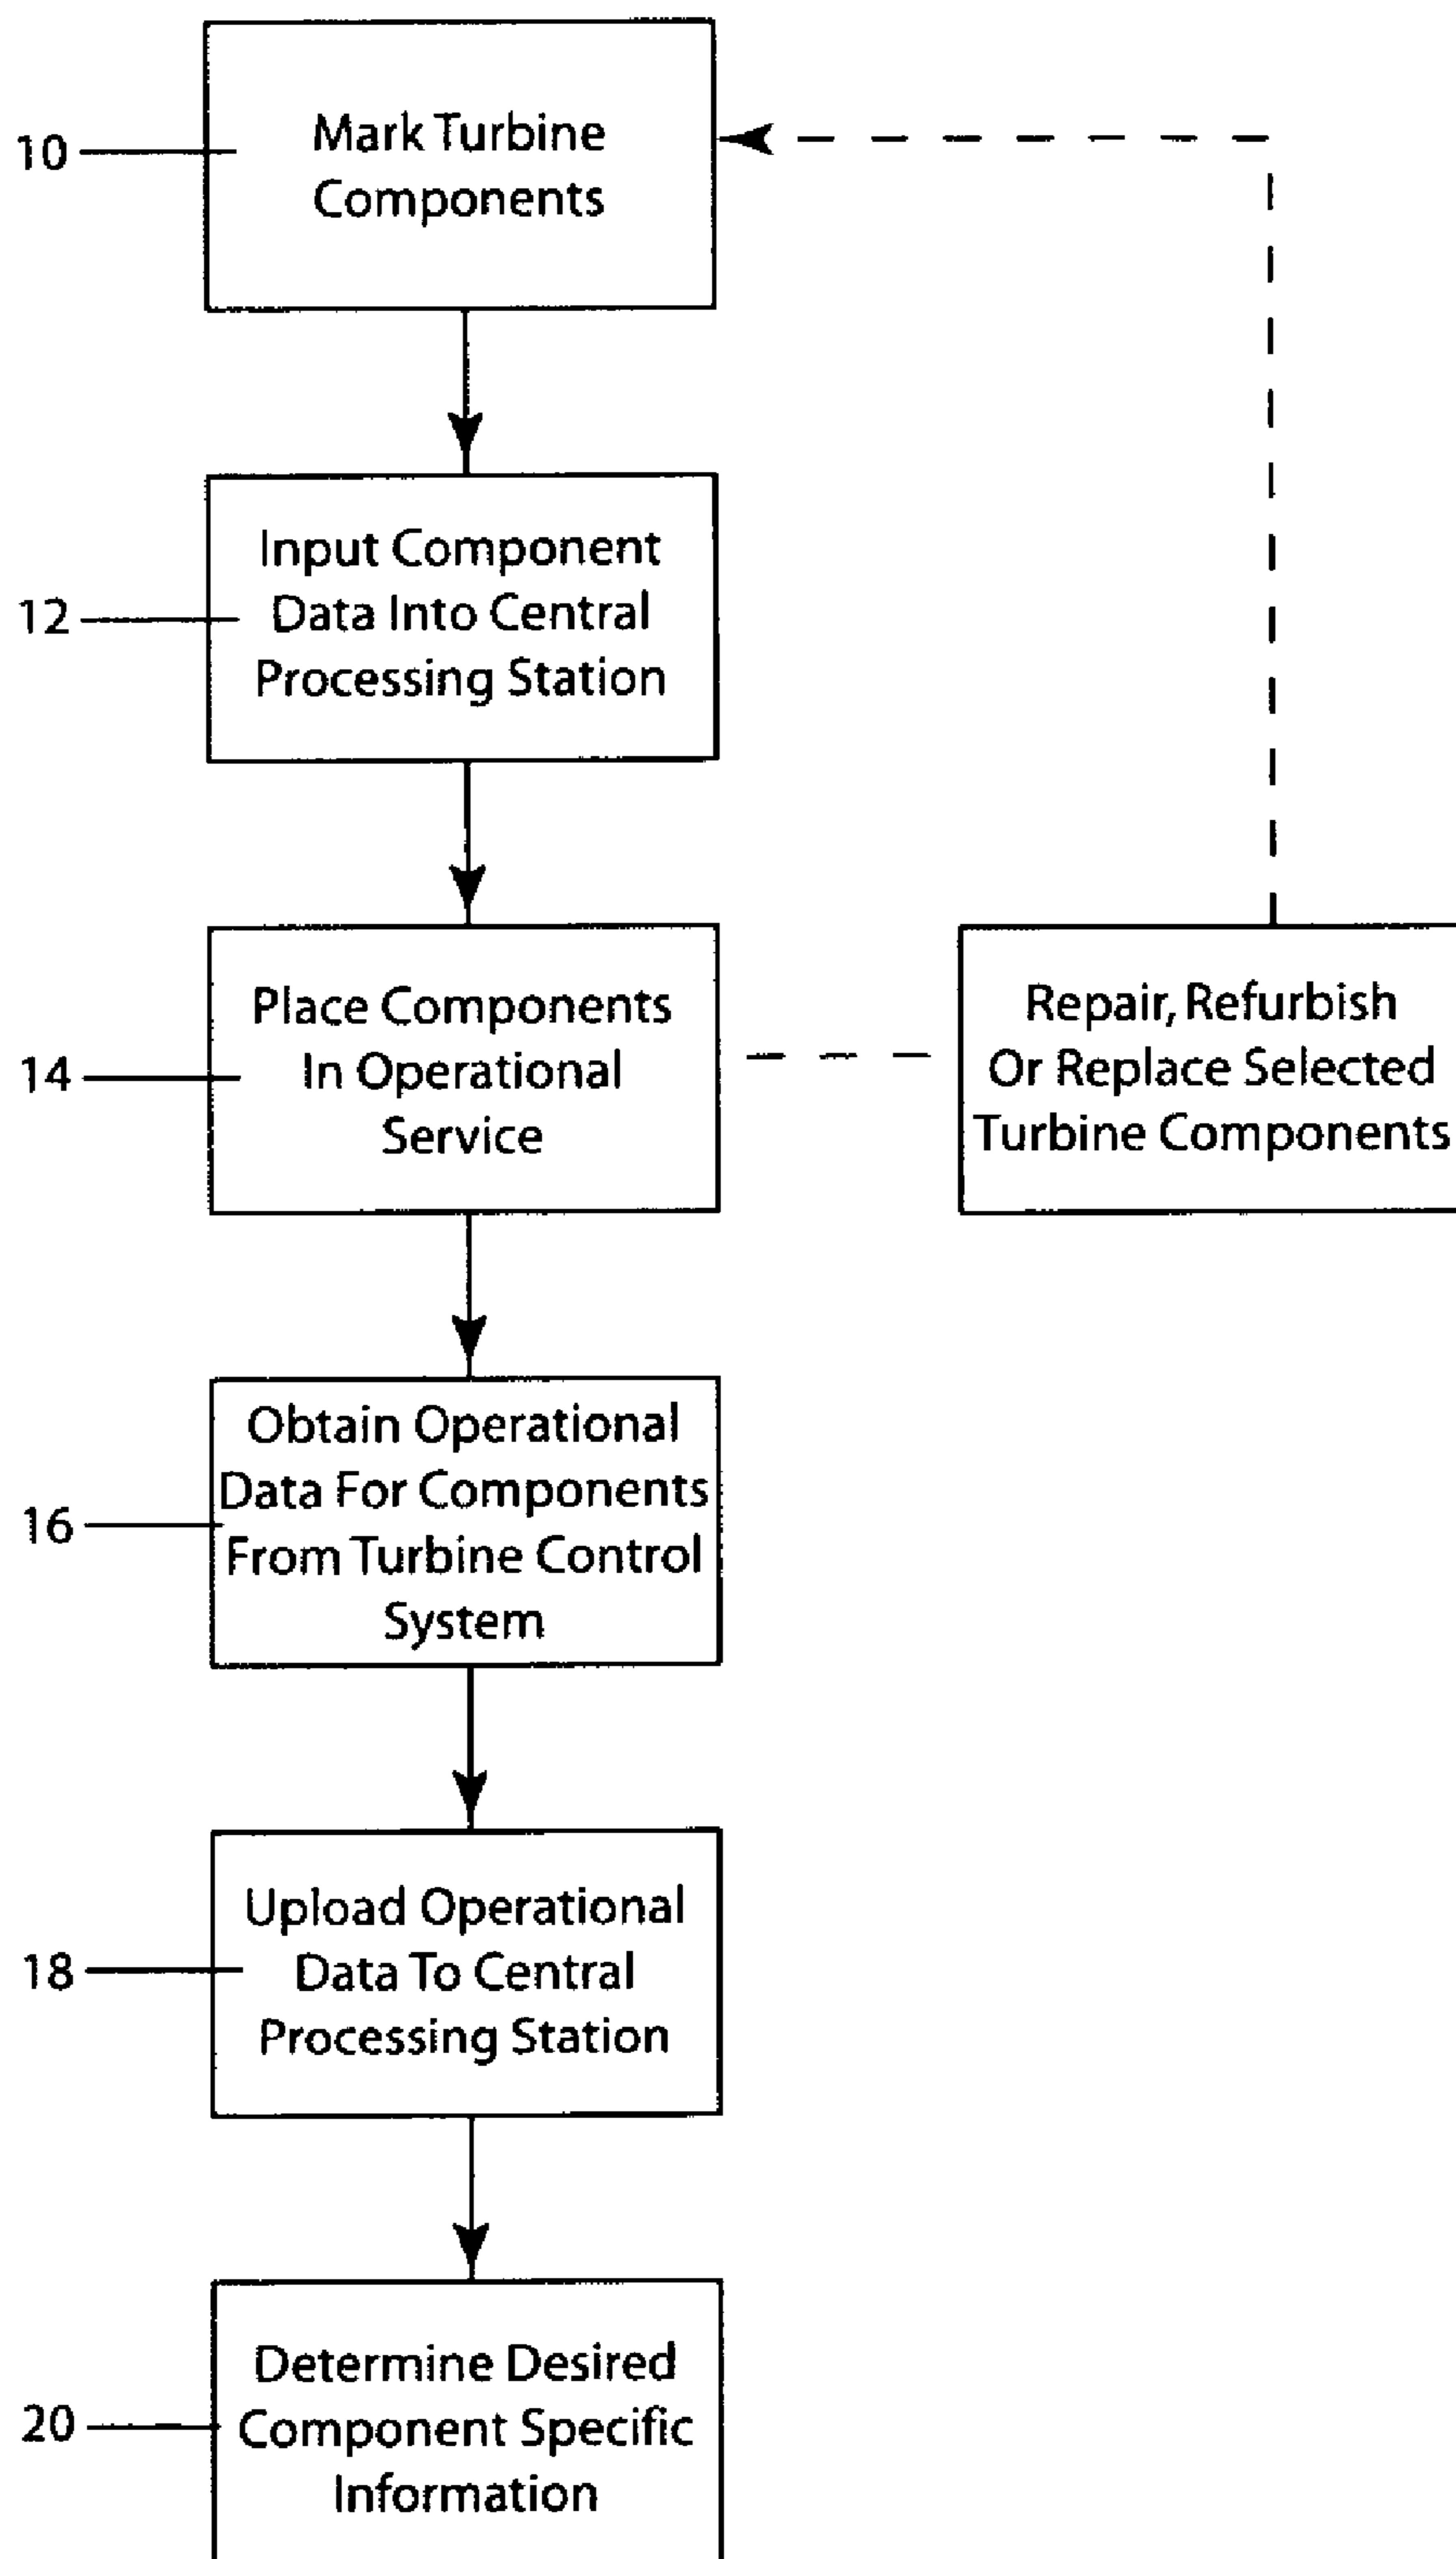 10
Mark Turbine
Components
12
Input Component
Data Into Central
Processing Station
14
Place Components
In Operational
Service
Repair, Refurbish
Or Replace Selected
Turbine Components
16
Obtain Operational
Data For Components
From Turbine Control
System
18
Upload Operational
Data To Central
Processing Station
20
Determine Desired
Component Specific
Information